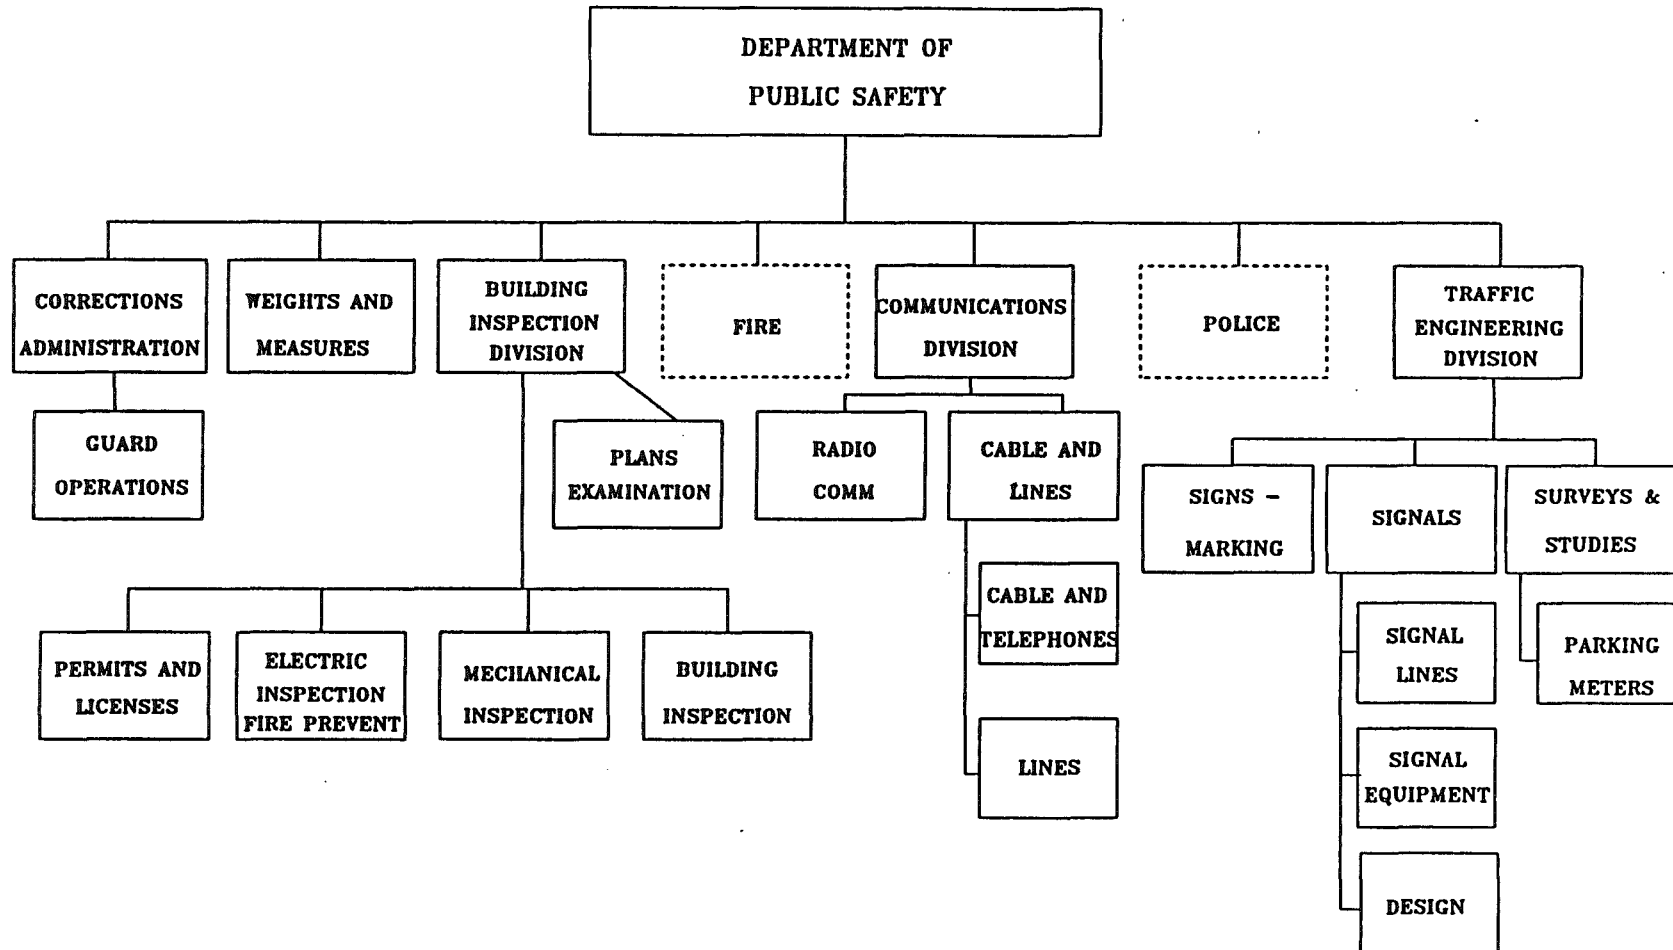 DEPARTMENT OF
PUBLIC SAFETY
CORRECTIONS
ADMINISTRATION
WEIGHTS AND
MEASURES
BUILDING
INSPECTION
DIVISION
FIRE
COMMUNICATIONS
DIVISION
POLICE
TRAFFIC
ENGINEERING
DIVISION
GUARD
OPERATIONS
PLANS
EXAMINATION
RADIO
COMM
CABLE AND
LINES
SIGNS –
MARKING
SIGNALS
SURVEYS &
STUDIES
CABLE AND
TELEPHONES
LINES
SIGNAL
LINES
PARKING
METERS
SIGNAL
EQUIPMENT
DESIGN
PERMITS AND
LICENSES
ELECTRIC
INSPECTION
FIRE PREVENT
MECHANICAL
INSPECTION
BUILDING
INSPECTION